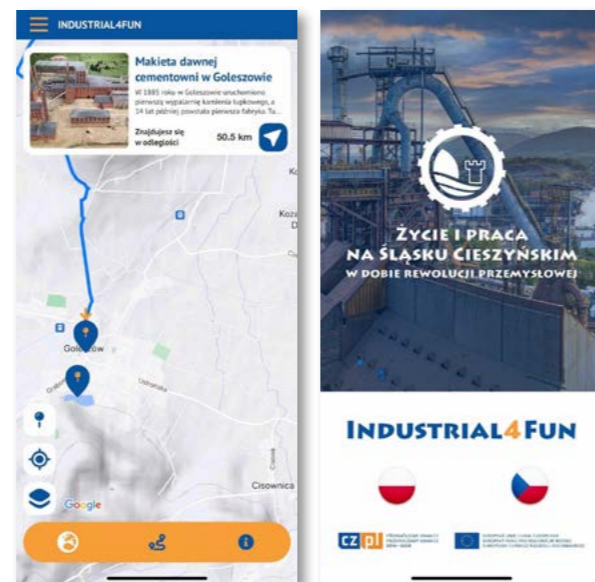 INDUSTRIAL4FUN
Makieta dawnej
cementowni w Goleszowie
W 1885 roku w Goleszowie uruchomiono
pierwszą wypalarnię kamienia łupkowego, a
14 lat później powstała pierwsza fabryka. Ta...
Znajdujesz się
w odległości
50.5 km
Goleszów
Ustrońska
Cisownica
Google
ŻYCIE I PRACA
NA ŚLĄSKU CIESZYŃSKIM
W DOBIE REWOLUCJI PRZEMYSŁOWEJ
INDUSTRIAL4FUN
CZ PL